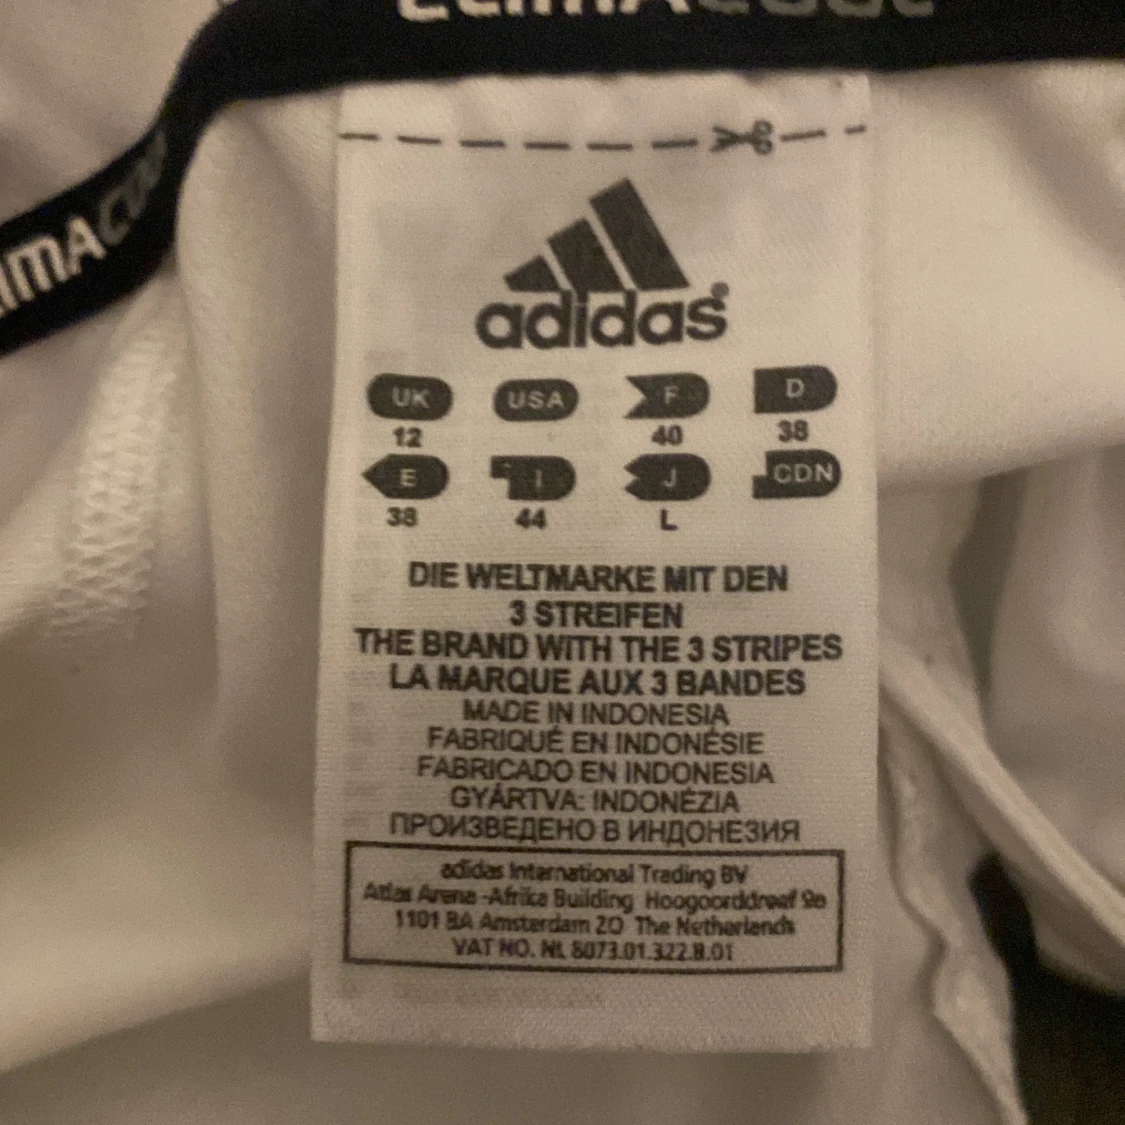 CLIMACOOL
CLIMACOOL
adidas®
UK USA F D
12 40 38
E I J CDN
38 44 L
DIE WELTMARKE MIT DEN
3 STREIFEN
THE BRAND WITH THE 3 STRIPES
LA MARQUE AUX 3 BANDES
MADE IN INDONESIA
FABRIQUÉ EN INDONÉSIE
FABRICADO EN INDONESIA
GYÁRTVA: INDONÉZIA
ПРОИЗВЕДЕНО В ИНДОНЕЗИЯ
adidas International Trading BV
Atlas Arena -Afrika Building Hoogoorddreef 9a
1101 BA Amsterdam ZO The Netherlands
VAT NO. NL 8073.01.322.B.01